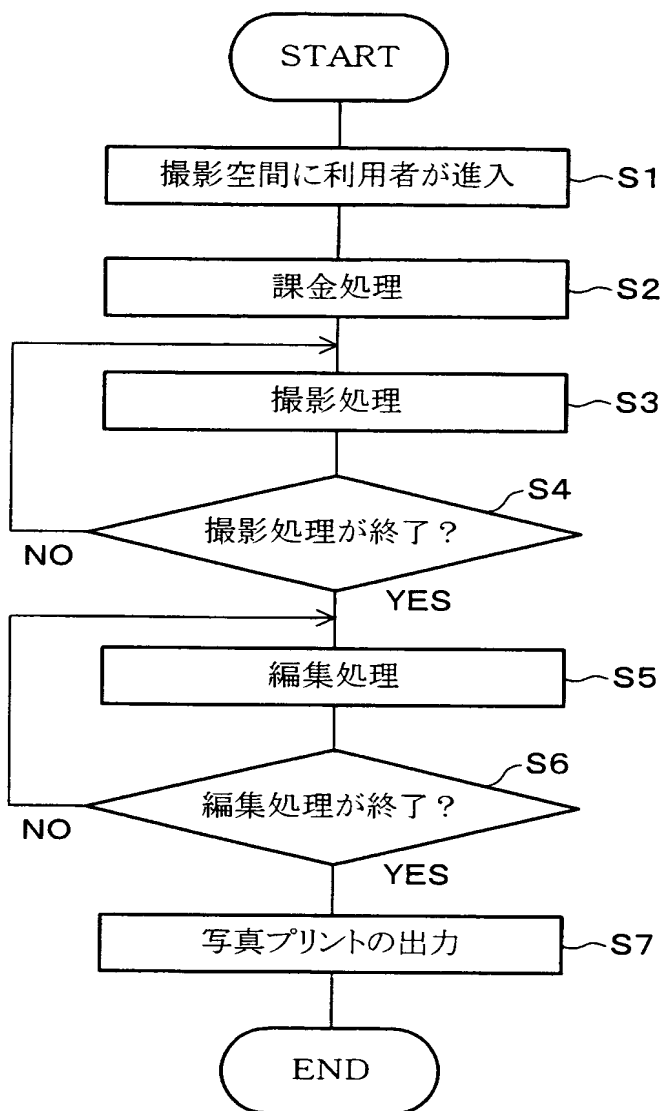 START
撮影空間に利用者が進入
S1
課金処理
S2
撮影処理
S3
撮影処理が終了？
S4
NO
YES
編集処理
S5
編集処理が終了？
S6
NO
YES
写真プリントの出力
S7
END